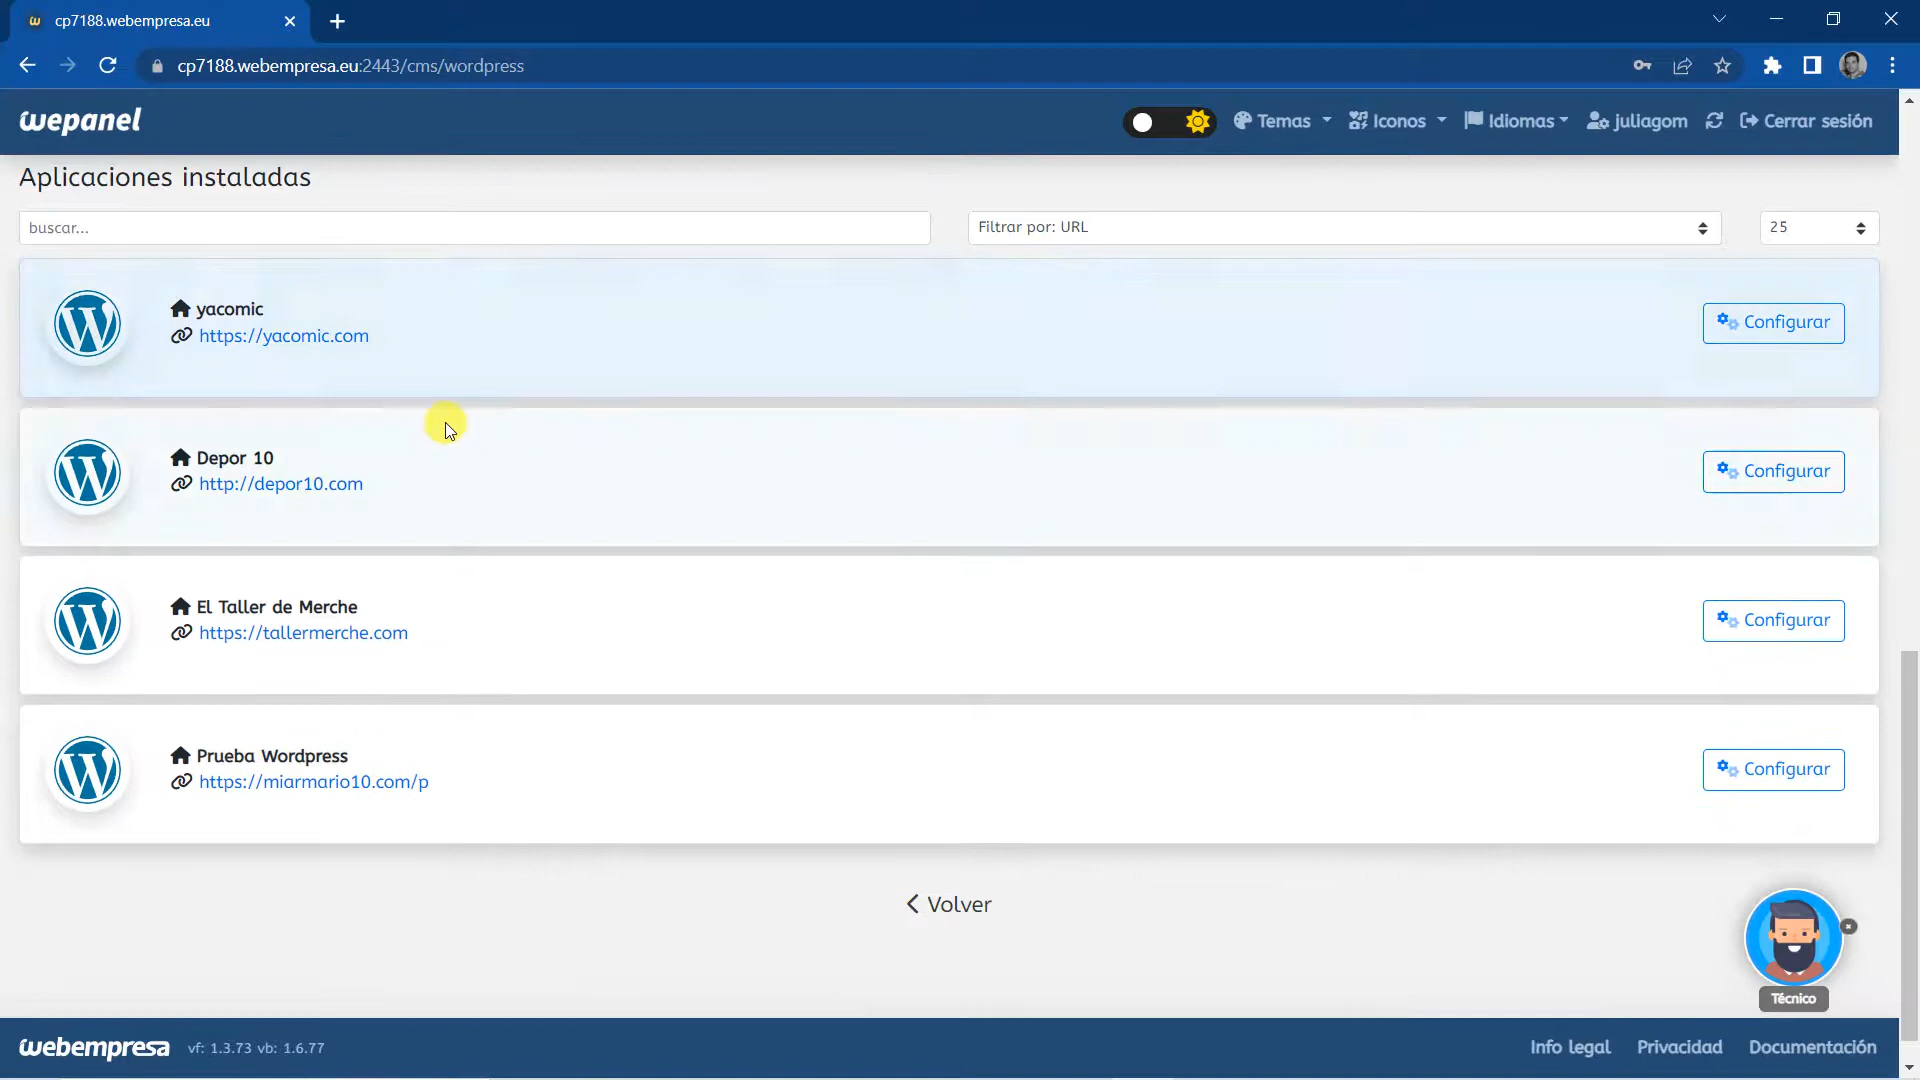 cp7188.webempresa.eu
cp7188.webempresa.eu:2443/cms/wordpress
wepanel
Temas
Iconos
Idiomas
juliagom
Cerrar sesión
Aplicaciones instaladas
buscar...
Filtrar por: URL
25
yacomic
https://yacomic.com
Configurar
Depor 10
http://depor10.com
Configurar
El Taller de Merche
https://tallermerche.com
Configurar
Prueba Wordpress
https://miarmario10.com/p
Configurar
Volver
Técnico
webempresa
vf: 1.3.73 vb: 1.6.77
Info legal
Privacidad
Documentación